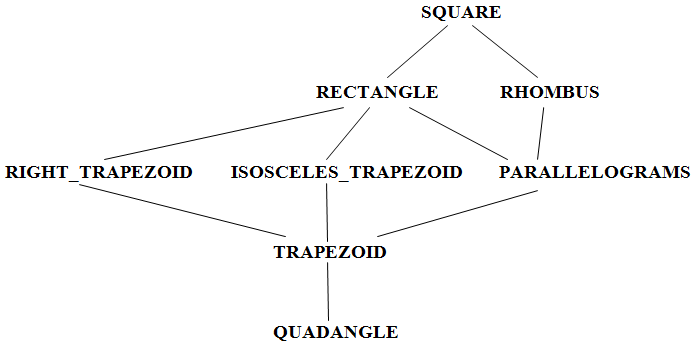 SQUARE
RECTANGLE RHOMBUS
RIGHT_TRAPEZOID ISOSCELES_TRAPEZOID PARALLELOGRAMS
TRAPEZOID
QUADANGLE